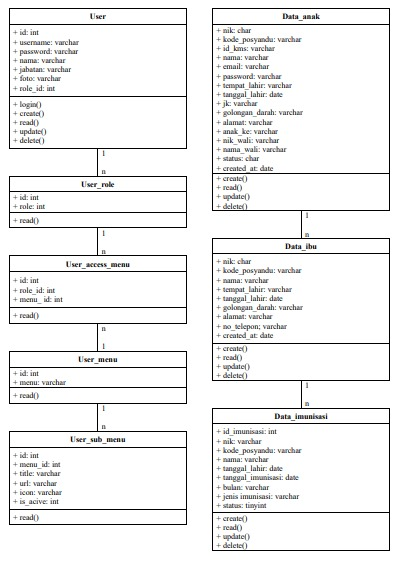 User
+ id: int
+ username: varchar
+ password: varchar
+ nama: varchar
+ jabatan: varchar
+ foto: varchar
+ role_id: int
+ login()
+ create()
+ read()
+ update()
+ delete()
1
n
User_role
+ id: int
+ role: int
+ read()
1
n
User_access_menu
+ id: int
+ role_id: int
+ menu_ id: int
+ read()
n
1
User_menu
+ id: int
+ menu: varchar
+ read()
1
n
User_sub_menu
+ id: int
+ menu_id: int
+ title: varchar
+ url: varchar
+ icon: varchar
+ is_acive: int
+ read()
Data_anak
+ nik: char
+ kode_posyandu: varchar
+ id_kms: varchar
+ nama: varchar
+ email: varchar
+ password: varchar
+ tempat_lahir: varchar
+ tanggal_lahir: date
+ jk: varchar
+ golongan_darah: varchar
+ alamat: varchar
+ anak_ke: varchar
+ nik_wali: varchar
+ nama_wali: varchar
+ status: char
+ created_at: date
+ create()
+ read()
+ update()
+ delete()
1
n
Data_ibu
+ nik: char
+ kode_posyandu: varchar
+ nama: varchar
+ tempat_lahir: varchar
+ tanggal_lahir: date
+ golongan_darah: varchar
+ alamat: varchar
+ no_telepon; varchar
+ created_at: date
+ create()
+ read()
+ update()
+ delete()
1
n
Data_imunisasi
+ id_imunisasi: int
+ nik: varchar
+ kode_posyandu: varchar
+ nama: varchar
+ tanggal_lahir: date
+ tanggal_imunisasi: date
+ bulan: varchar
+ jenis imunisasi: varchar
+ status: tinyint
+ create()
+ read()
+ update()
+ delete()